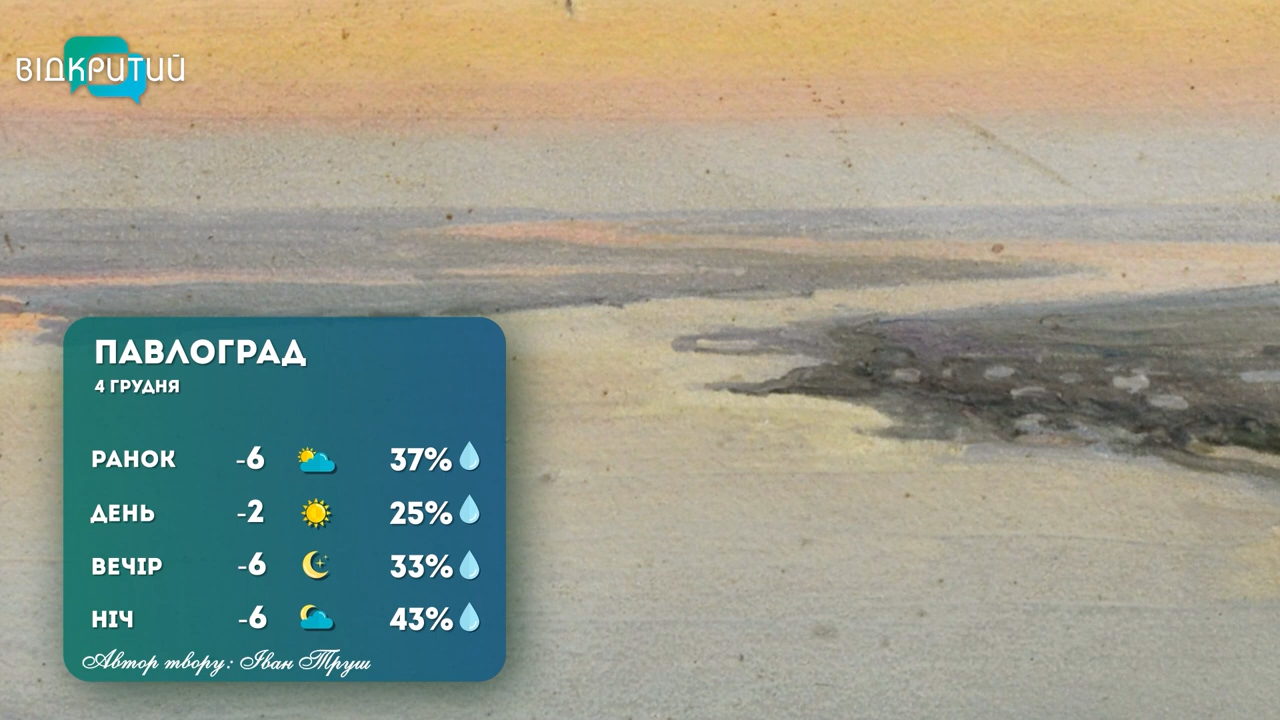 ВІДКРИТИЙ
ПАВЛОГРАД
4 ГРУДНЯ
РАНОК -6 37%
ДЕНЬ -2 25%
ВЕЧІР -6 33%
НІЧ -6 43%
Автор твору: Іван Труш